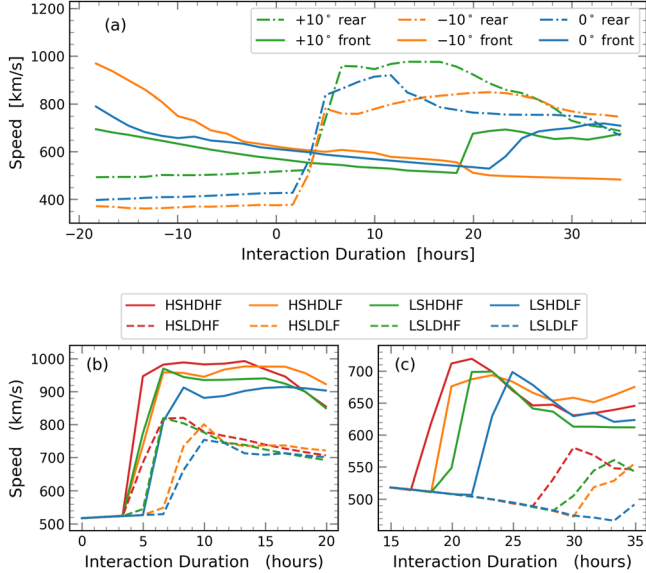 (a)
+10° rear −10° rear 0° rear
+10° front −10° front 0° front
1200
1000
800
600
400
Speed [km/s]
−20 −10 0 10 20 30
Interaction Duration [hours]
HSHDHF HSHDLF LSHDHF LSHDLF
HSLDHF HSLDLF LSLDHF LSLDLF
(b)
1000
900
800
700
600
500
Speed (km/s)
0 5 10 15 20
Interaction Duration (hours)
(c)
700
650
600
550
500
15 20 25 30 35
Interaction Duration (hours)